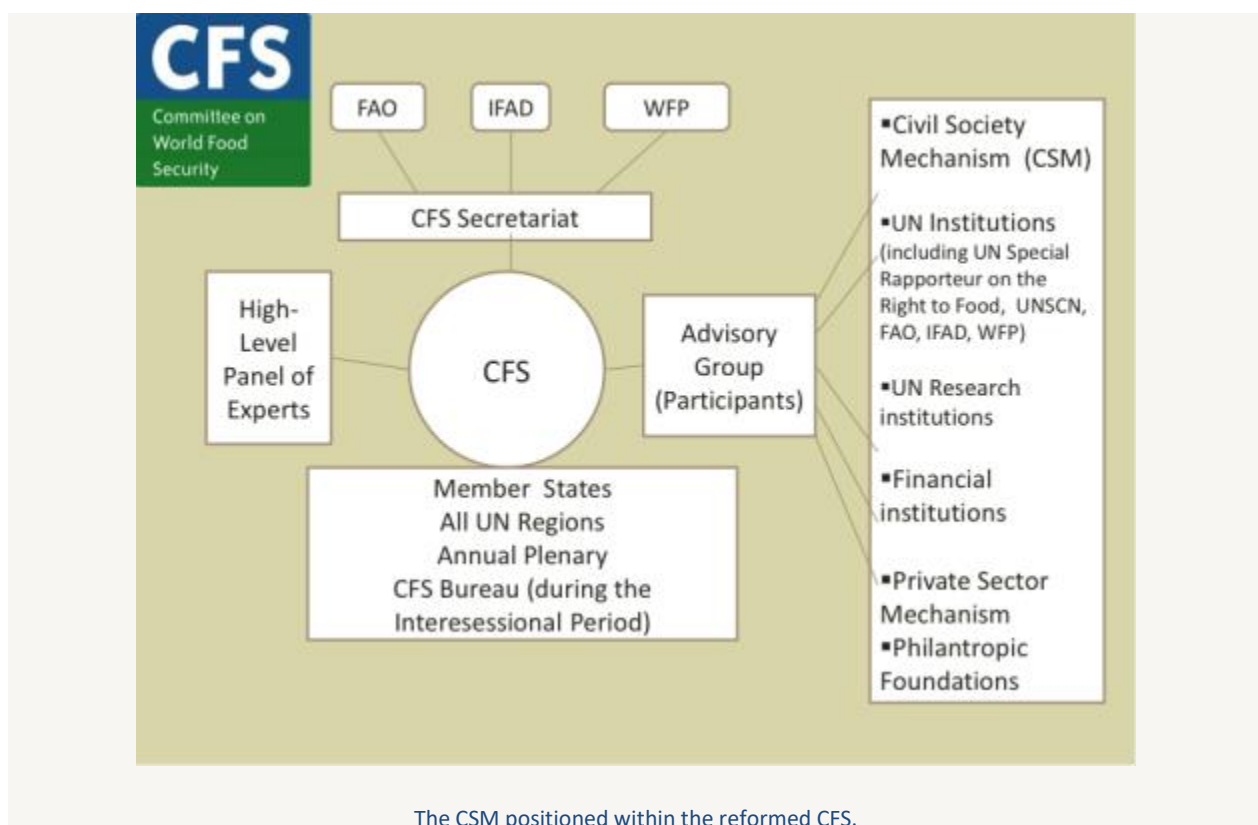 CFS
Committee on
World Food
Security
FAO
IFAD
WFP
CFS Secretariat
High-
Level
Panel of
Experts
CFS
Advisory
Group
(Participants)
Member States
All UN Regions
Annual Plenary
CFS Bureau (during the
Interesessional Period)
▪Civil Society
Mechanism (CSM)
▪UN Institutions
(including UN Special
Rapporteur on the
Right to Food, UNSCN,
FAO, IFAD, WFP)
▪UN Research
institutions
▪Financial
institutions
▪Private Sector
Mechanism
▪Philantropic
Foundations
The CSM positioned within the reformed CFS.